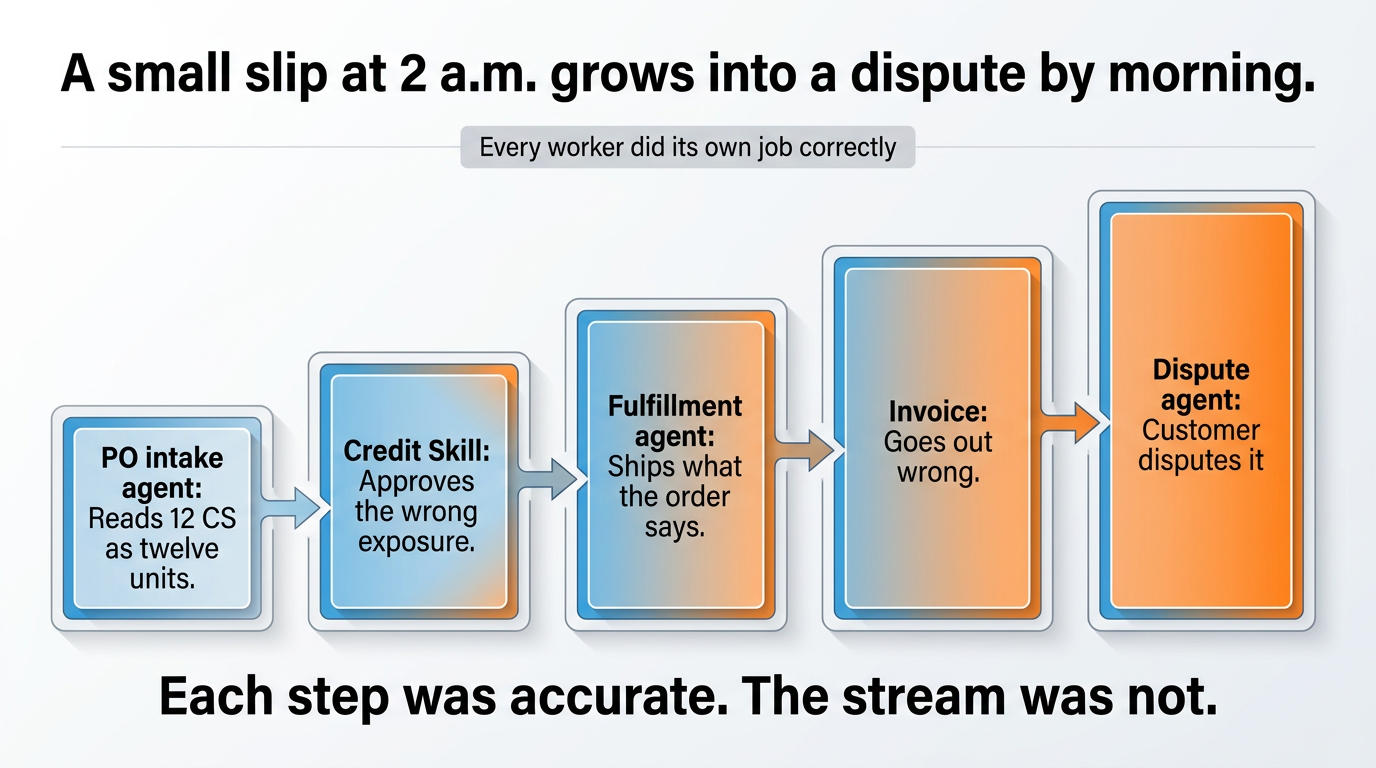 A small slip at 2 a.m. grows into a dispute by morning.
Every worker did its own job correctly
PO intake
agent:
Reads 12 CS
as twelve
units.
Credit Skill:
Approves
the wrong
exposure.
Fulfillment
agent:
Ships what
the order
says.
Invoice:
Goes out
wrong.
Dispute
agent:
Customer
disputes it
Each step was accurate. The stream was not.